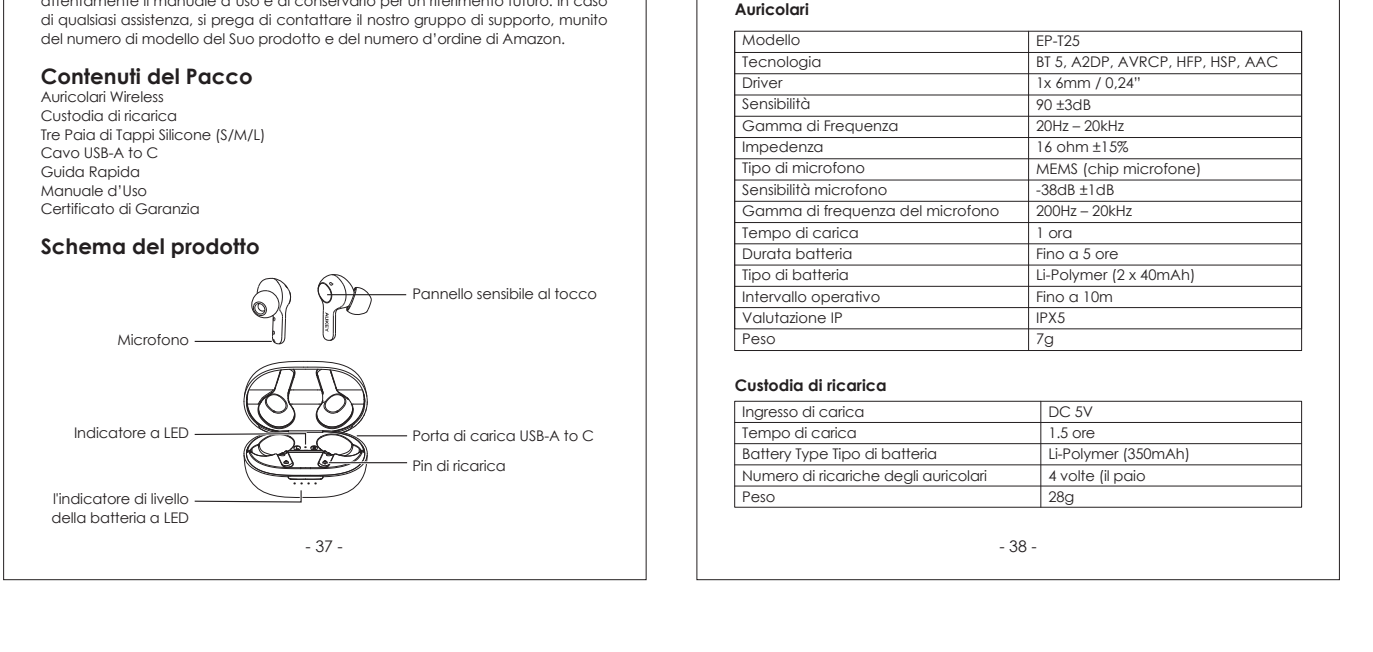 attentamente il manuale d'uso e di conservarlo per un riferimento futuro. In caso
di qualsiasi assistenza, si prega di contattare il nostro gruppo di supporto, munito
del numero di modello del Suo prodotto e del numero d'ordine di Amazon.
Contenuti del Pacco
Auricolari Wireless
Custodia di ricarica
Tre Paia di Tappi Silicone (S/M/L)
Cavo USB-A to C
Guida Rapida
Manuale d'Uso
Certificato di Garanzia
Schema del prodotto
Pannello sensibile al tocco
AUKEY
Microfono
Indicatore a LED
Porta di carica USB-A to C
Pin di ricarica
l'indicatore di livello
della batteria a LED
- 37 -
Auricolari
Modello EP-T25
Tecnologia BT 5, A2DP, AVRCP, HFP, HSP, AAC
Driver 1x 6mm / 0,24”
Sensibilità 90 ±3dB
Gamma di Frequenza 20Hz – 20kHz
Impedenza 16 ohm ±15%
Tipo di microfono MEMS (chip microfone)
Sensibilità microfono -38dB ±1dB
Gamma di frequenza del microfono 200Hz – 20kHz
Tempo di carica 1 ora
Durata batteria Fino a 5 ore
Tipo di batteria Li-Polymer (2 x 40mAh)
Intervallo operativo Fino a 10m
Valutazione IP IPX5
Peso 7g
Custodia di ricarica
Ingresso di carica DC 5V
Tempo di carica 1.5 ore
Battery Type Tipo di batteria Li-Polymer (350mAh)
Numero di ricariche degli auricolari 4 volte (il paio
Peso 28g
- 38 -